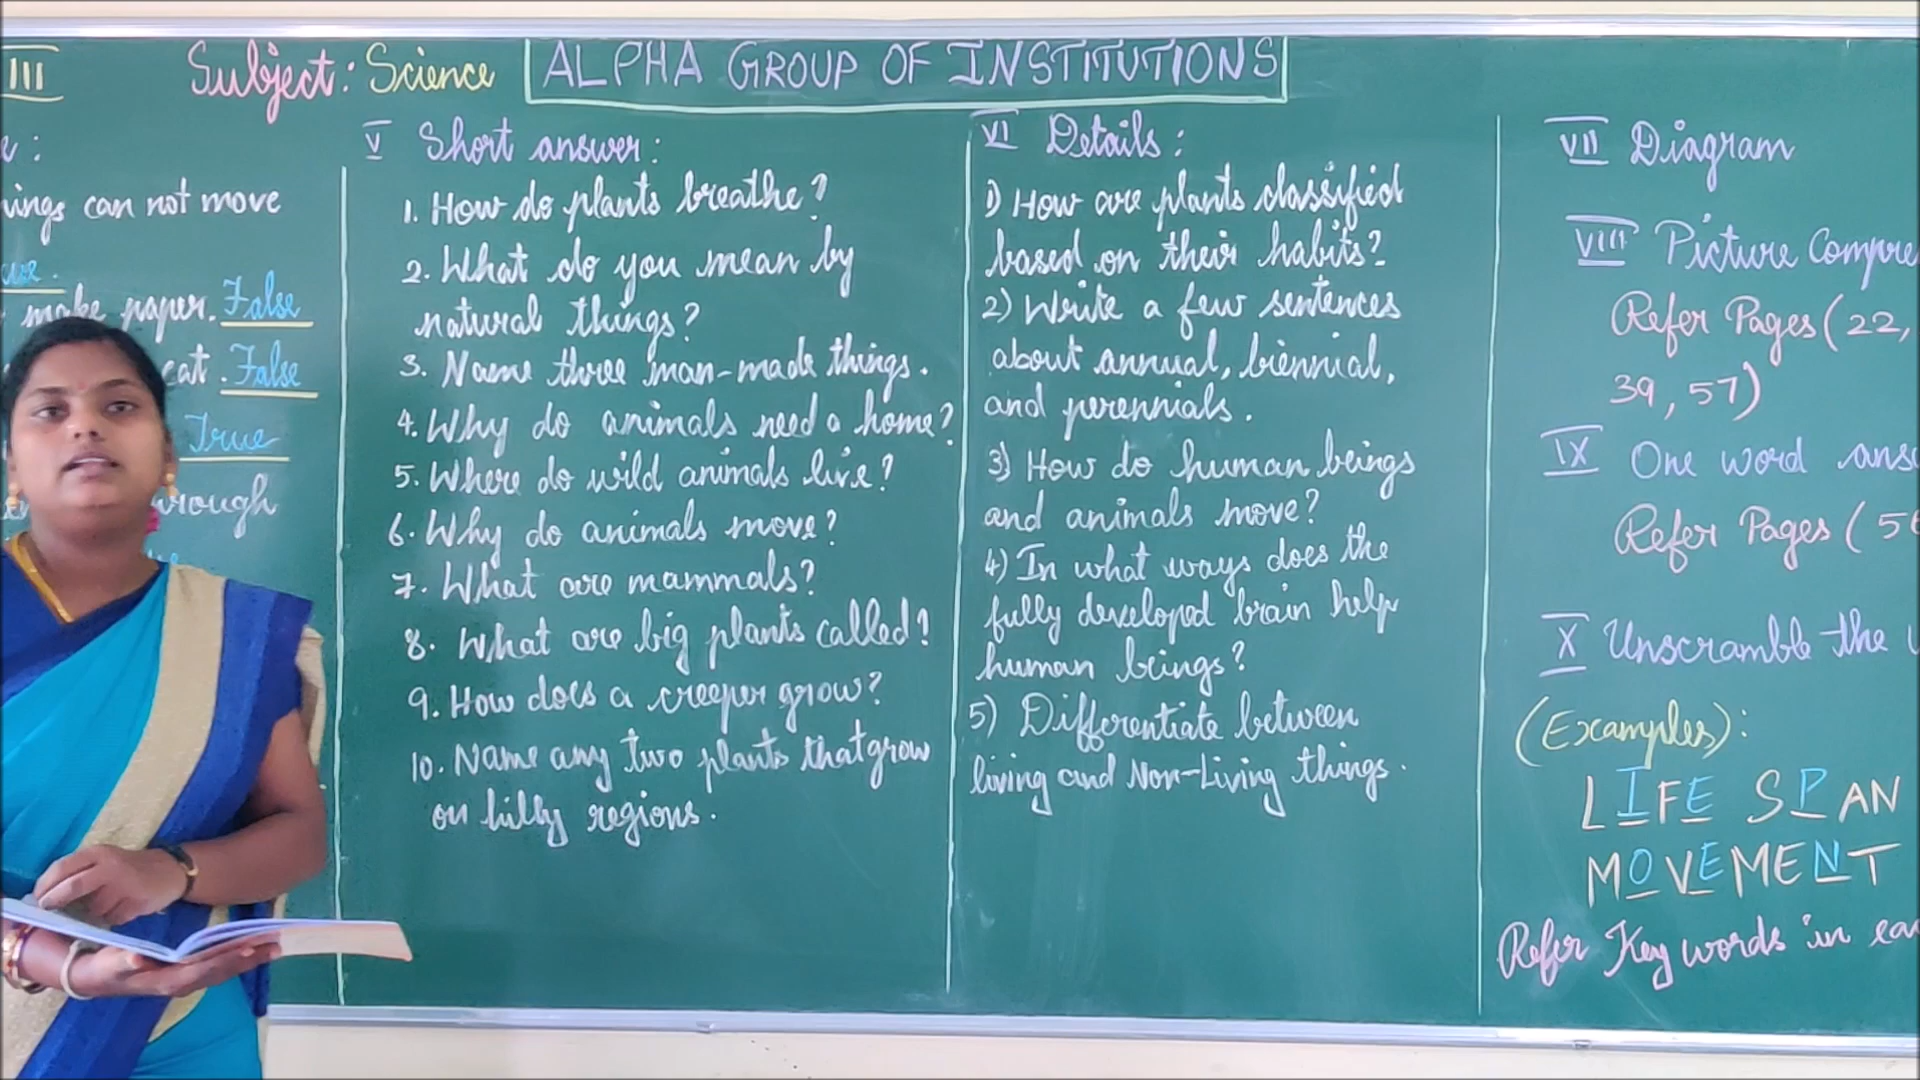 III
Subject: Science
ALPHA GROUP OF INSTITUTIONS
can not move
make paper. False
cat. False
True
V Short answer:
1. How do plants breathe?
2. What do you mean by
natural things?
3. Name three man-made things.
4. Why do animals need a home?
5. Where do wild animals live?
6. Why do animals move?
7. What are mammals?
8. What are big plants called?
9. How does a creeper grow?
10. Name any two plants that grow
on hilly regions.
VI Details:
1) How are plants classified
based on their habits?
2) Write a few sentences
about annual, biennial,
and perennials.
3) How do human beings
and animals move?
4) In what ways does the
fully developed brain help
human beings?
5) Differentiate between
living and Non-Living things.
VII Diagram
VIII Picture
Refer Pages (22,
39, 57)
IX One word
Refer Pages (
X Unscramble the
(Examples):
LIFE SPAN
MOVEMENT
Refer Key words in